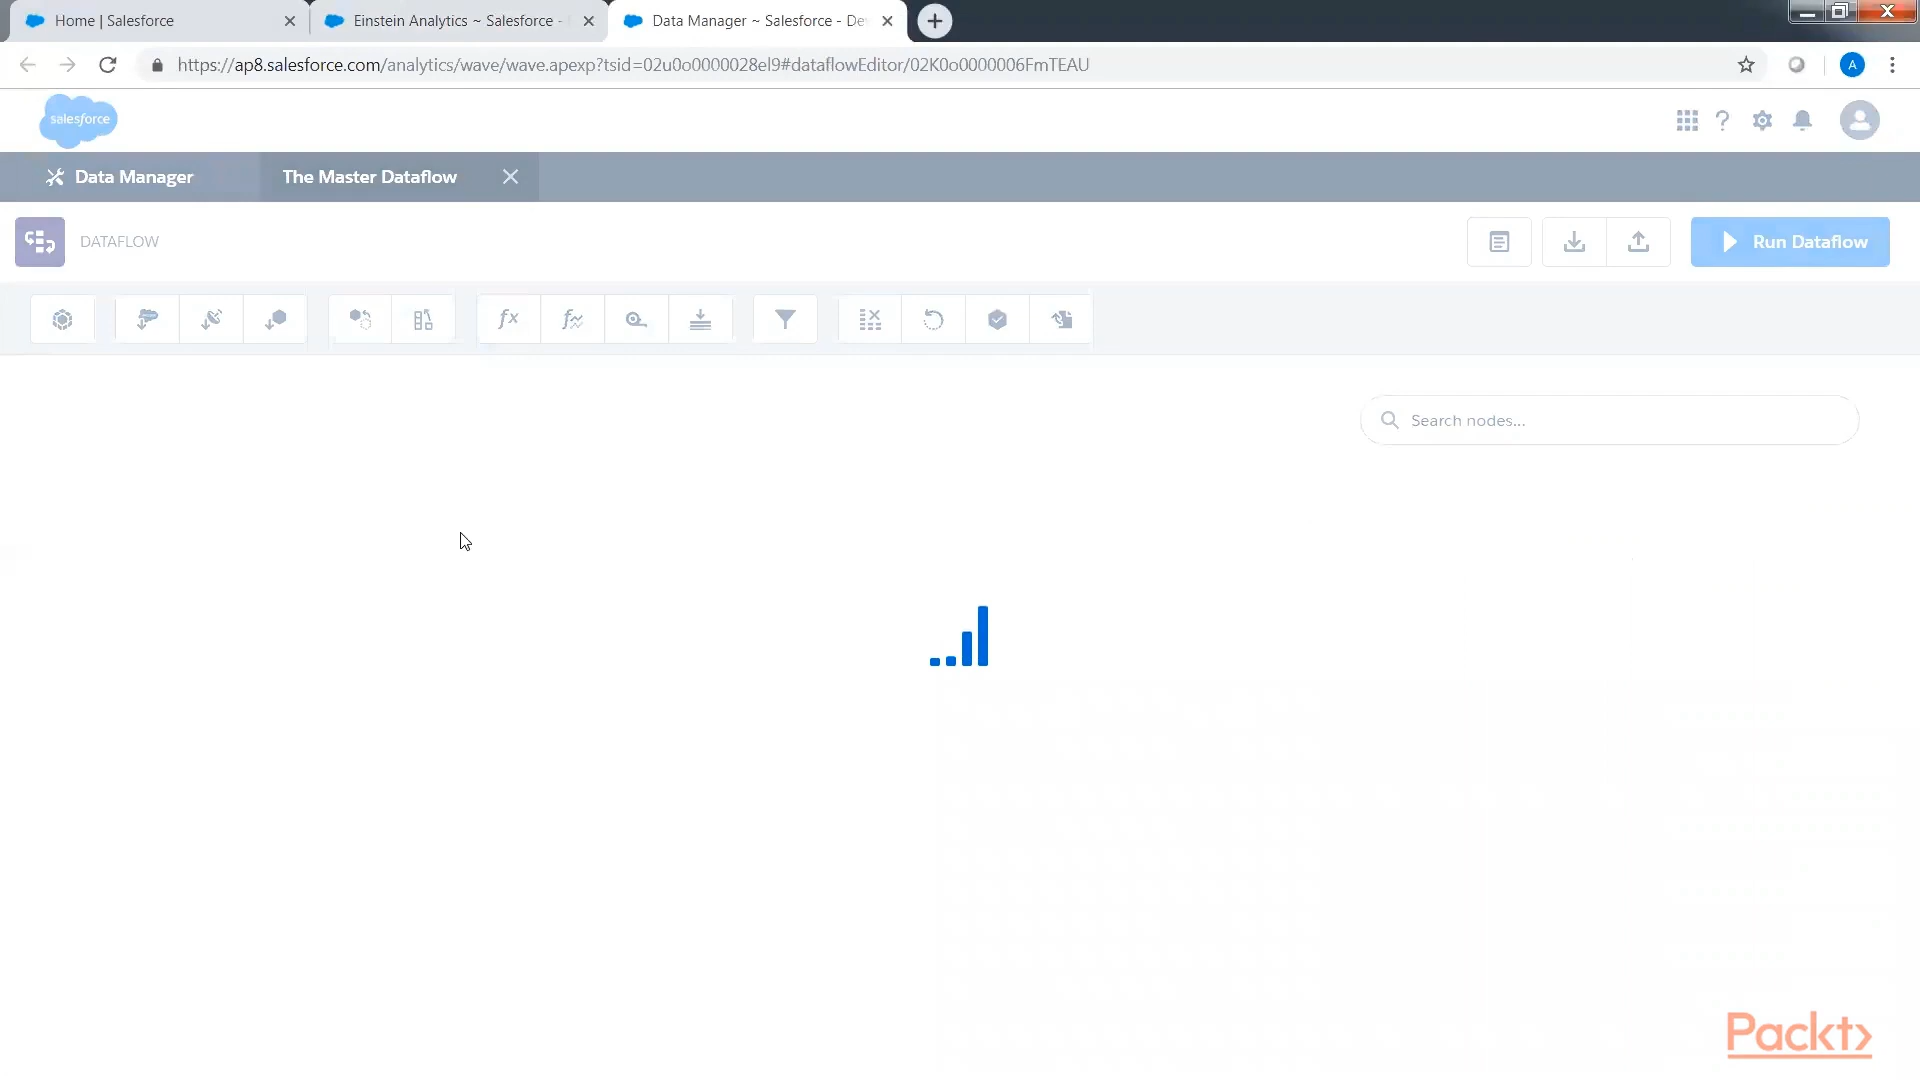 Home | Salesforce
Einstein Analytics ~ Salesforce -
Data Manager ~ Salesforce - De
https://ap8.salesforce.com/analytics/wave/wave.apexp?tsid=02u0o0000028el9#dataflowEditor/02K0o0000006FmTEAU
A
salesforce
Data Manager
The Master Dataflow
DATAFLOW
Run Dataflow
fx
Search nodes...
Packt